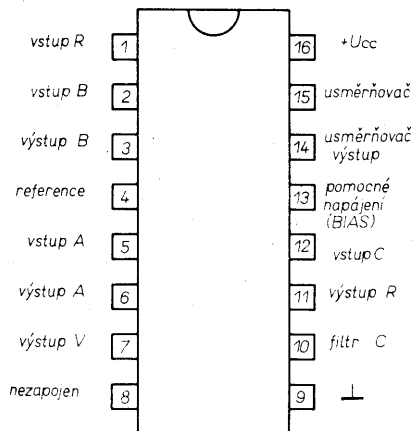 vstup R 1 16 +Ucc
vstup B 2 15 usměrňovač
výstup B 3 14 usměrňovač
výstup
reference 4 13 pomocné
napájení
(BIAS)
vstup A 5 12 vstup C
výstup A 6 11 výstup R
výstup V 7 10 filtr C
nezapojen 8 9